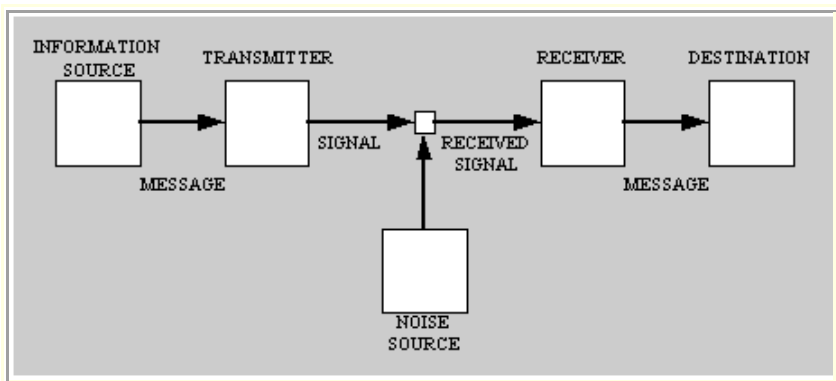 INFORMATION
SOURCE
TRANSMITTER
RECEIVER
DESTINATION
SIGNAL
RECEIVED
SIGNAL
MESSAGE
MESSAGE
NOISE
SOURCE